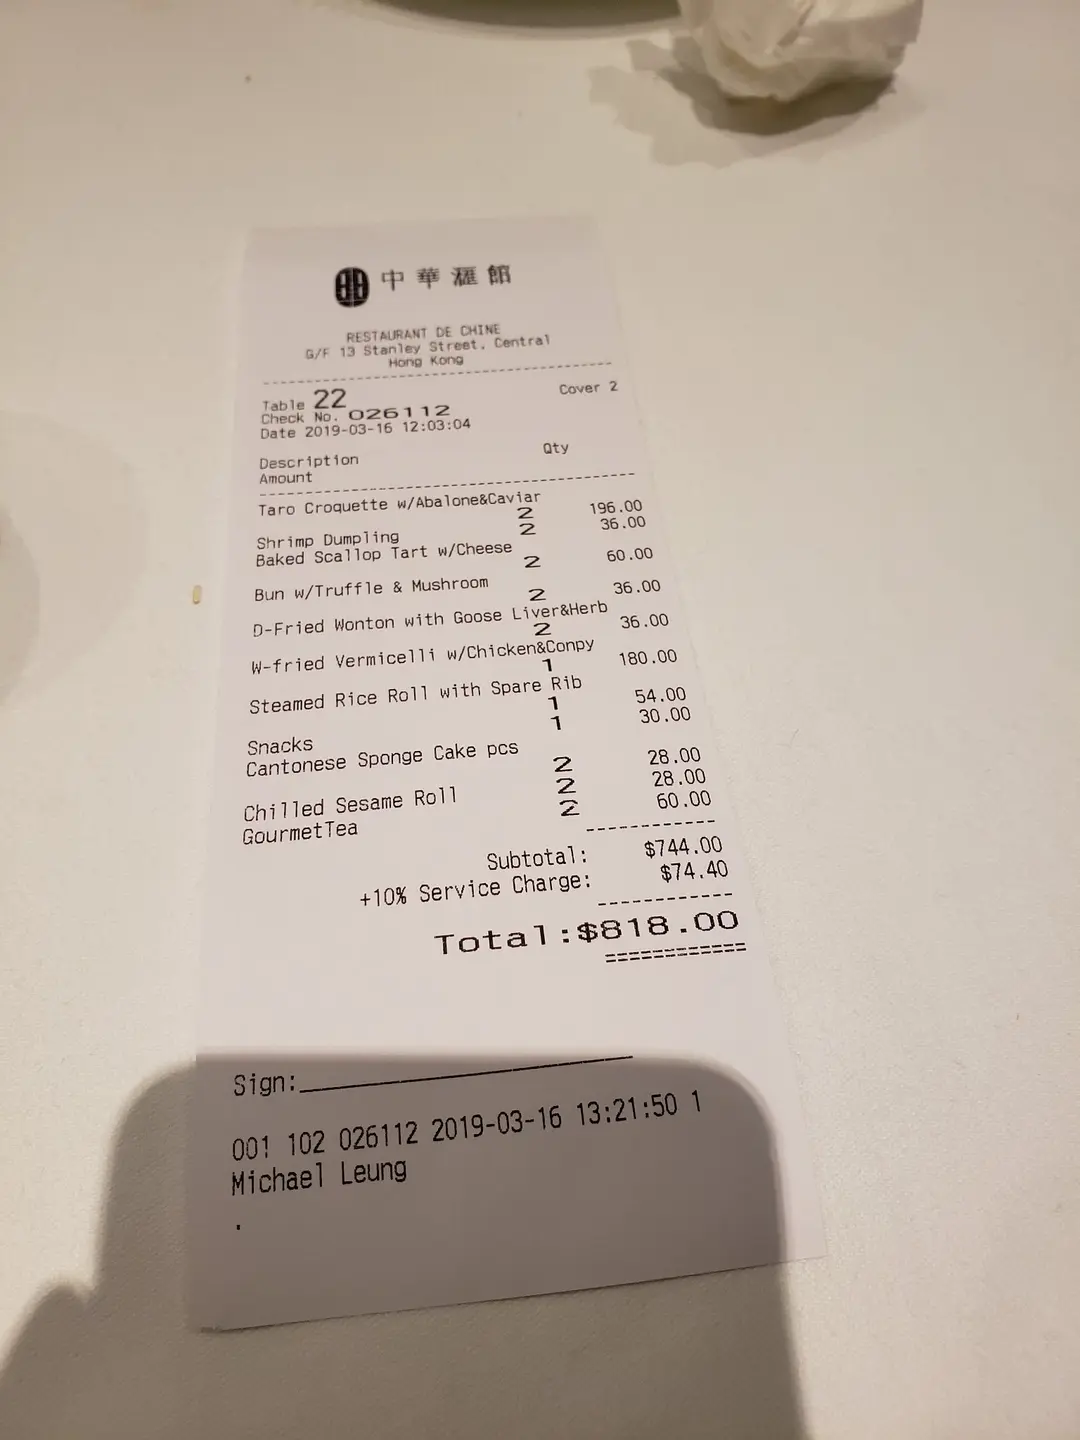 中華滙館
RESTAURANT DE CHINE
G/F 13 Stanley Street. Central
Hong Kong
Table 22 Cover 2
Check No. 026112
Date 2019-03-16 12:03:04
Description Qty
Amount
Taro Croquette w/Abalone&Caviar
2 196.00
Shrimp Dumpling 2 36.00
Baked Scallop Tart w/Cheese
2 60.00
Bun w/Truffle & Mushroom
2 36.00
D-Fried Wonton with Goose Liver&Herb
2 36.00
W-fried Vermicelli w/Chicken&Conpy
1 180.00
Steamed Rice Roll with Spare Rib
1 54.00
Snacks 1 30.00
Cantonese Sponge Cake pcs
2 28.00
Chilled Sesame Roll 2 28.00
GourmetTea 2 60.00
Subtotal: $744.00
+10% Service Charge: $74.40
Total:$818.00
Sign:
001 102 026112 2019-03-16 13:21:50 1
Michael Leung
.